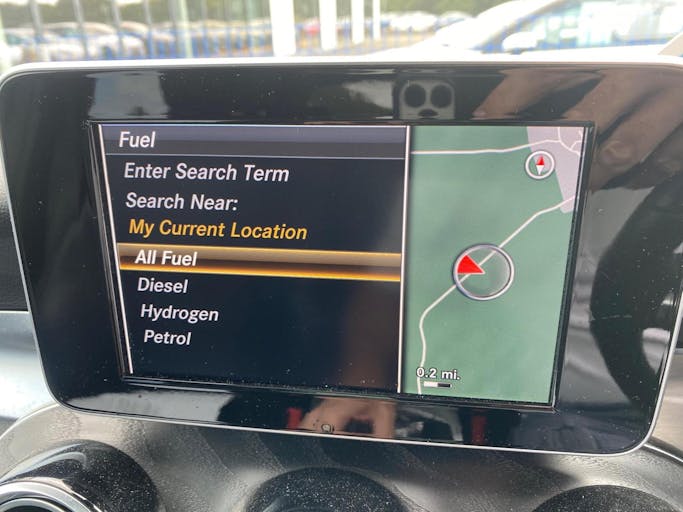 Fuel
Enter Search Term
Search Near:
My Current Location
All Fuel
Diesel
Hydrogen
Petrol
0.2 mi.